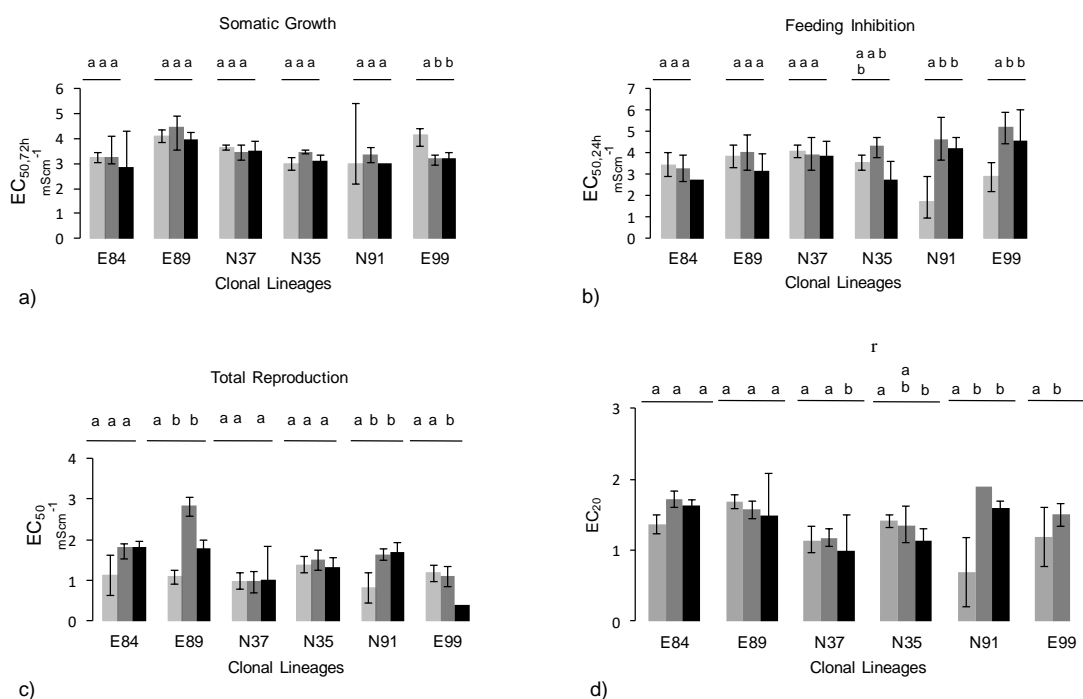 a)
Somatic Growth
a a a a a a a a a a a a a a a a b b
EC50,72h
mScm-1
6
5
4
3
2
1
0
E84 E89 N37 N35 N91 E99
Clonal Lineages
b)
Feeding Inhibition
a a a a a a a a a a a b a b b a b b
b
EC50,24h
mScm-1
7
6
5
4
3
2
1
0
E84 E89 N37 N35 N91 E99
Clonal Lineages
c)
Total Reproduction
a a a a b b a a a a a a a b b a a b
EC50
mScm-1
4
3
2
1
0
E84 E89 N37 N35 N91 E99
Clonal Lineages
d)
r
a
a a a a a a a a b a b b a b b a b
EC20
3
2
1
0
E84 E89 N37 N35 N91 E99
Clonal Lineages